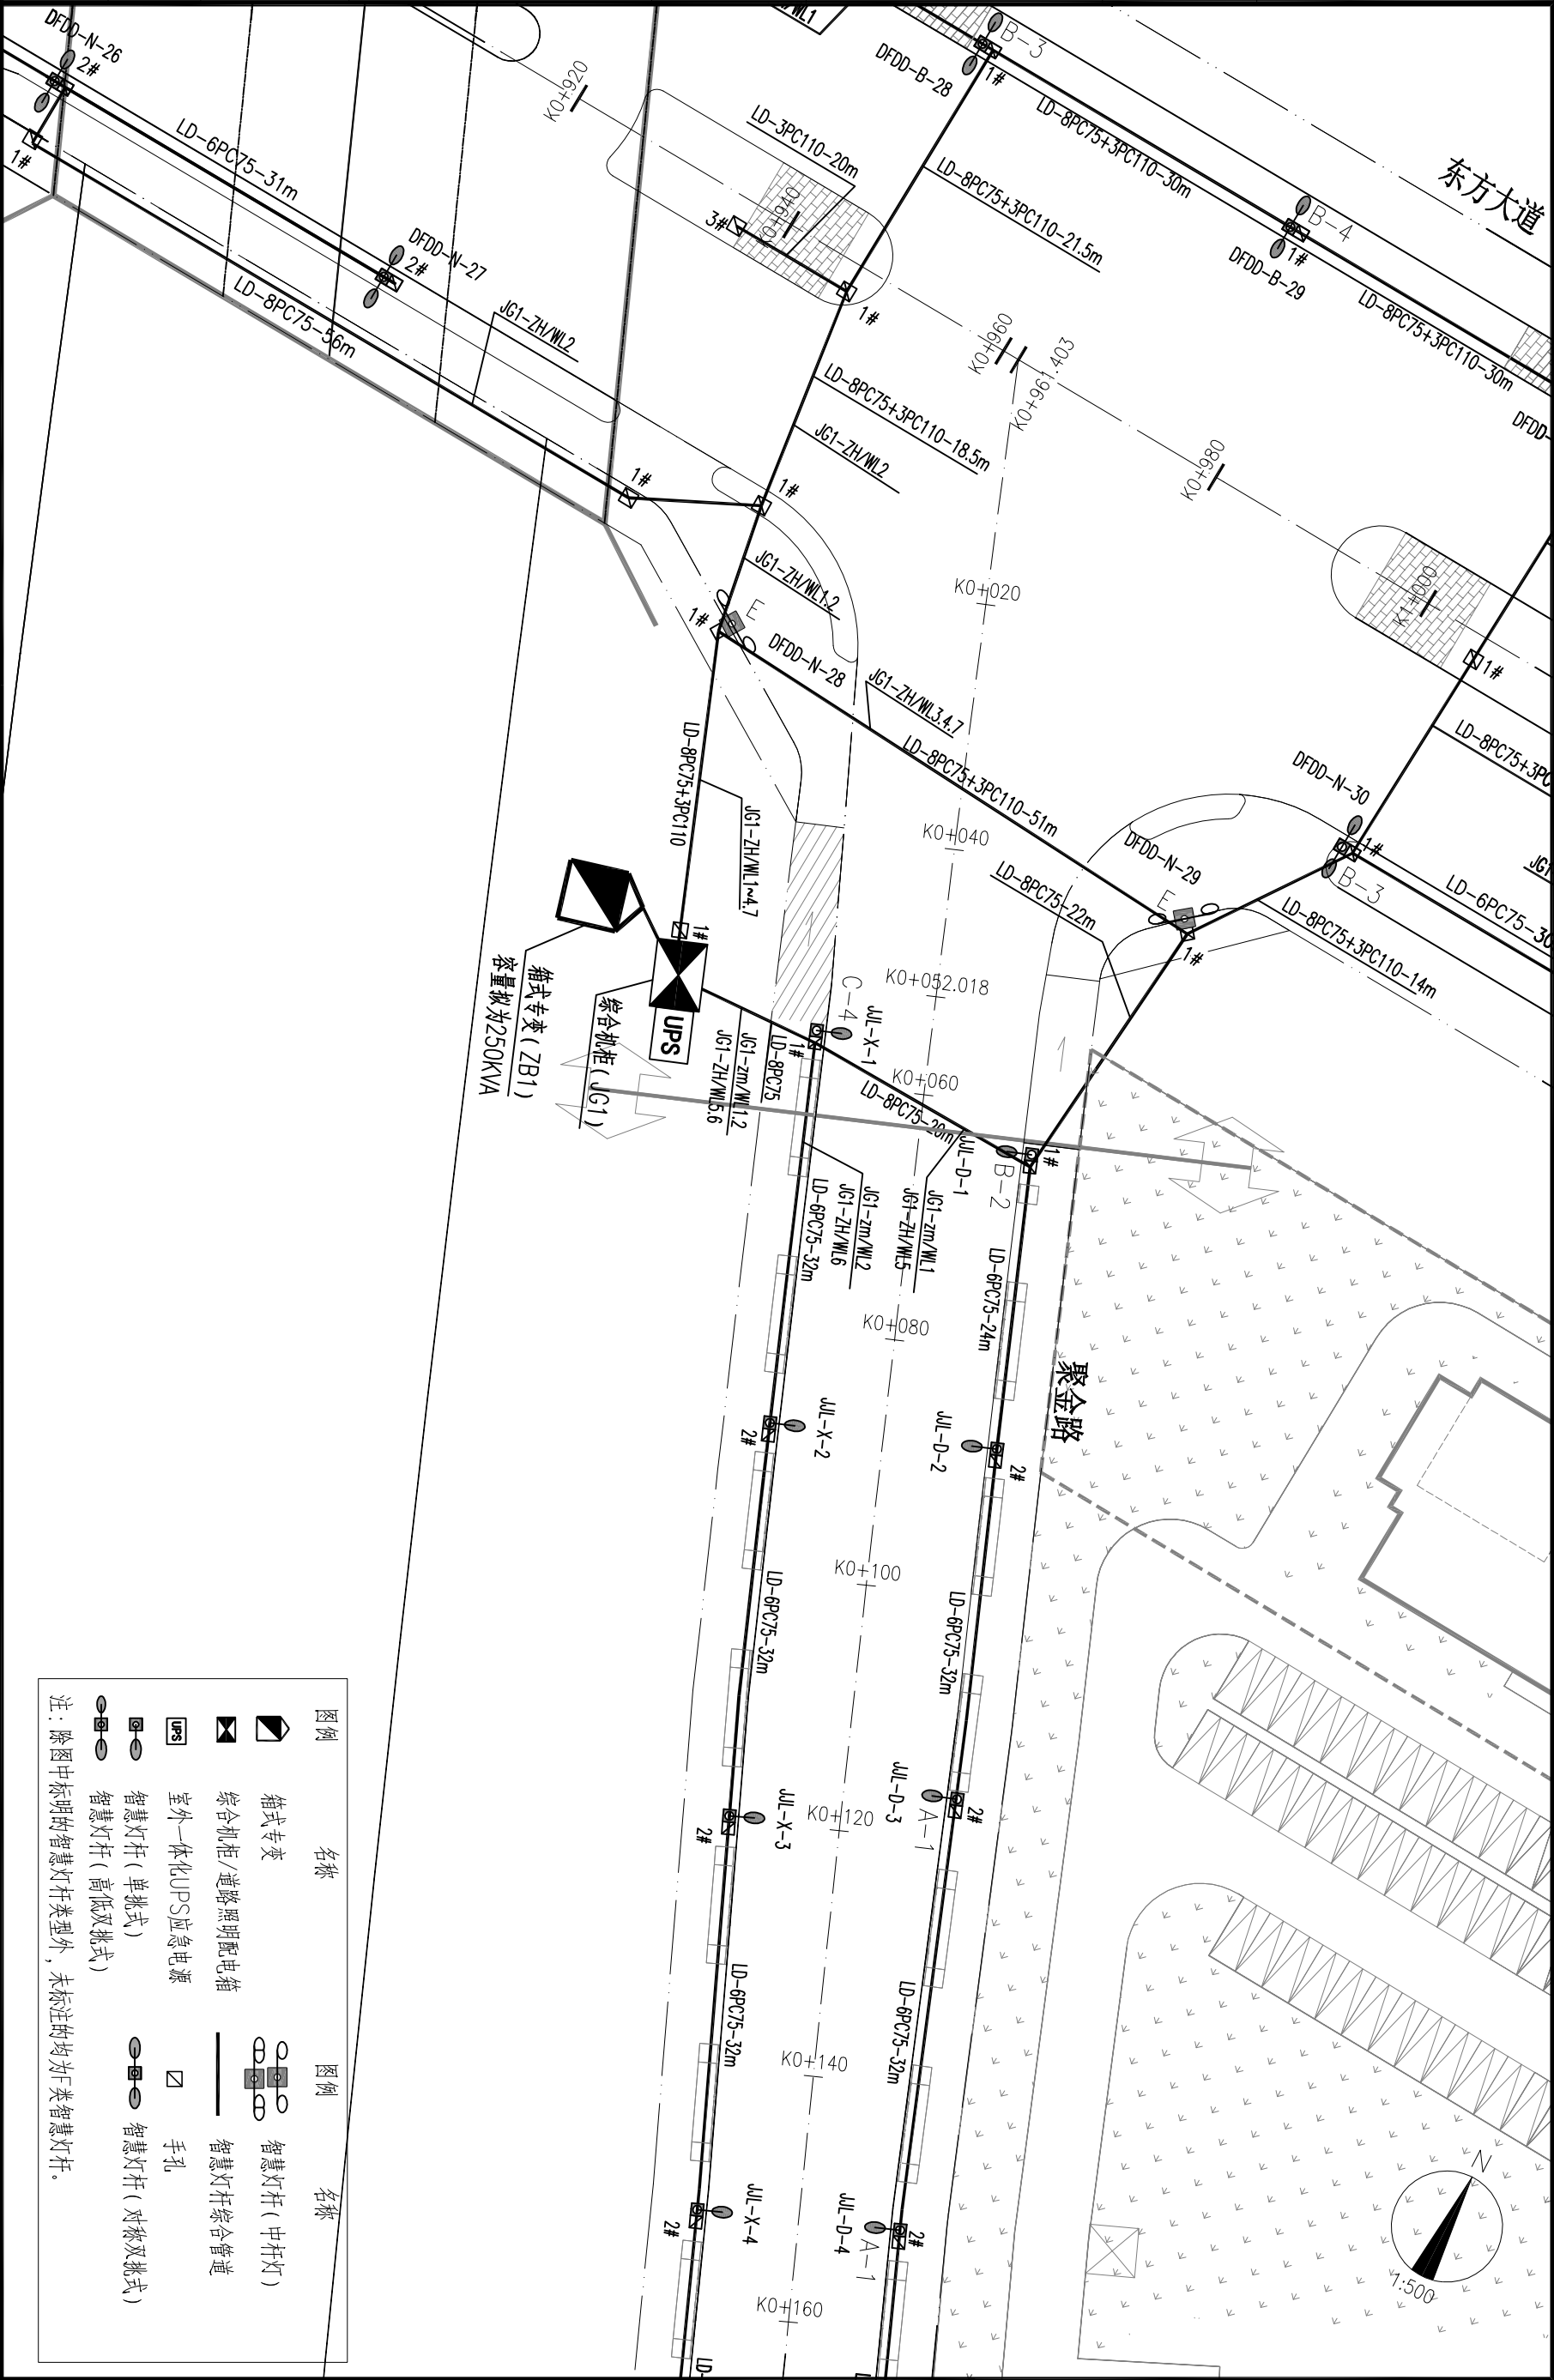 DFDD-N-26
2#
1#
LD-6PC75-31m
DFDD-N-27
2#
LD-8PC75-56m
JG1-ZH/WL2
K0+920
LD-3PC110-20m
3#
K0+940
1#
DFDD-B-28
B-3
1#
LD-8PC75+3PC110-30m
LD-8PC75+3PC110-21.5m
东方大道
B-4
1#
DFDD-B-29
LD-8PC75+3PC110-30m
K0+960
K0+961.403
LD-8PC75+3PC110-18.5m
JG1-ZH/WL2
K0+980
1#
1#
JG1-ZH/WL1.2
K0+020
K1+000
1#
E
1#
DFDD-N-28
JG1-ZH/WL3.4.7
LD-8PC75+3PC110-51m
LD-8PC75+3PC110
JG1-ZH/WL1~4.7
K0+040
DFDD-N-30
1#
B-3
DFDD-N-29
E
1#
LD-8PC75-22m
LD-8PC75+3PC110-14m
1#
UPS
箱式专变(ZB1)
容量拟为250KVA
综合机柜(JG1)
K0+052.018
C-4
JJL-X-1
1#
LD-8PC75
JG1-zm/WL1.2
JG1-ZH/WL5.6
K0+060
LD-8PC75-20m
JJL-D-1
B-2
1#
JG1-zm/WL1
JG1-ZH/WL5
JG1-zm/WL2
JG1-ZH/WL6
LD-6PC75-32m
LD-6PC75-24m
K0+080
聚金路
JJL-X-2
2#
JJL-D-2
2#
LD-6PC75-32m
K0+100
LD-6PC75-32m
JJL-X-3
2#
K0+120
JJL-D-3
A-1
2#
LD-6PC75-32m
LD-6PC75-32m
K0+140
JJL-X-4
2#
JJL-D-4
A-1
2#
K0+160
N
1:500
图例 名称 图例 名称
箱式专变 智慧灯杆(中杆灯)
综合机柜/道路照明配电箱 智慧灯杆综合管道
UPS 室外一体化UPS应急电源 手孔
智慧灯杆(单挑式) 智慧灯杆(对称双挑式)
智慧灯杆(高低双挑式)
注:除图中标明的智慧灯杆类型外,未标注的均为F类智慧灯杆。